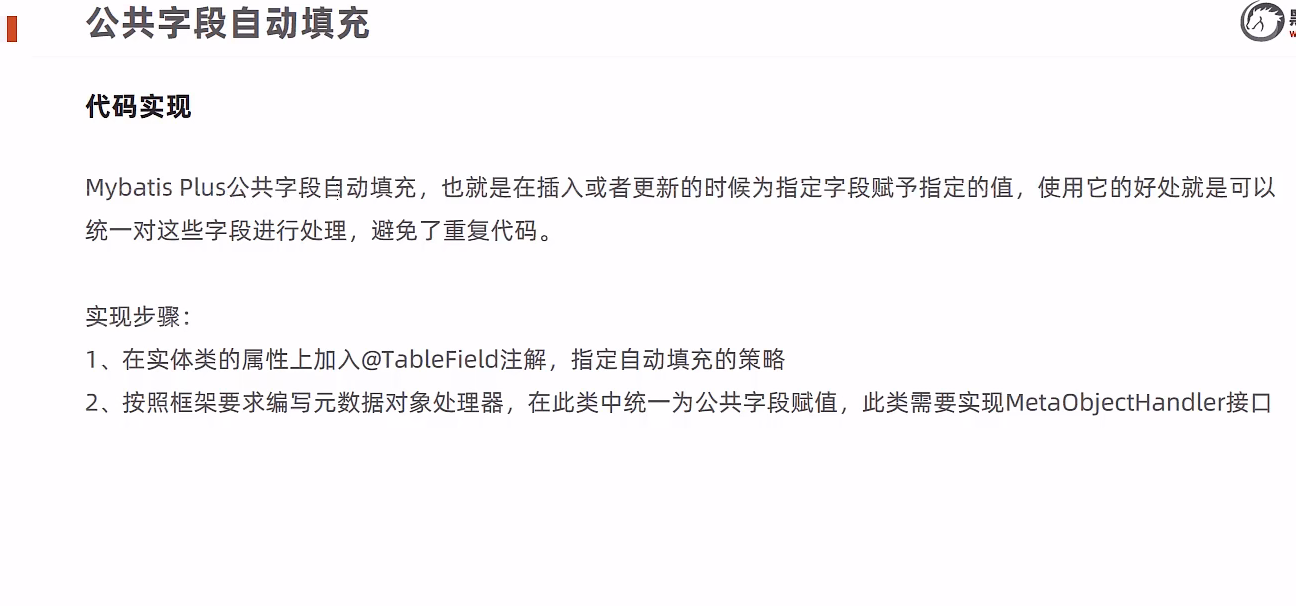 公共字段自动填充
代码实现
Mybatis Plus公共字段自动填充，也就是在插入或者更新的时候为指定字段赋予指定的值，使用它的好处就是可以
统一对这些字段进行处理，避免了重复代码。
实现步骤：
1、在实体类的属性上加入@TableField注解，指定自动填充的策略
2、按照框架要求编写元数据对象处理器，在此类中统一为公共字段赋值，此类需要实现MetaObjectHandler接口